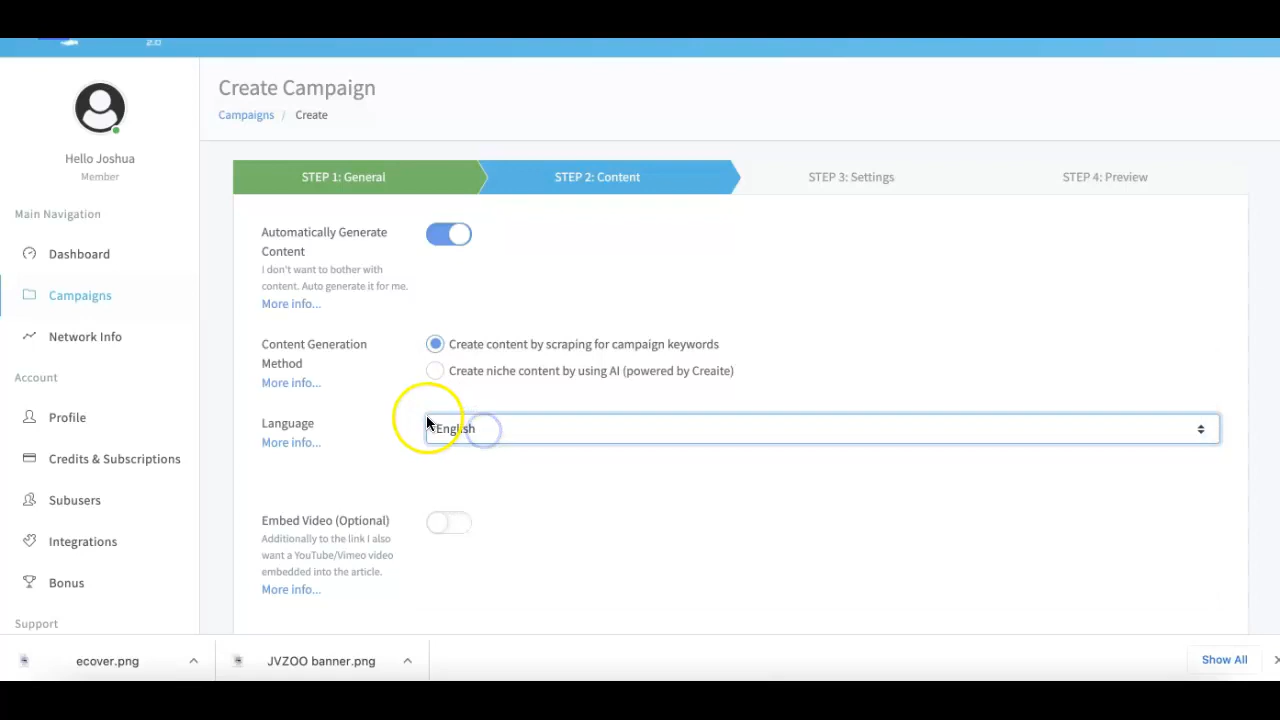 2.0
Create Campaign
Campaigns / Create
Hello Joshua
Member
Main Navigation
Dashboard
Campaigns
Network Info
Account
Profile
Credits & Subscriptions
Subusers
Integrations
Bonus
Support
STEP 1: General
STEP 2: Content
STEP 3: Settings
STEP 4: Preview
Automatically Generate
Content
I don't want to bother with
content. Auto generate it for me.
More info...
Content Generation
Method
More info...
Create content by scraping for campaign keywords
Create niche content by using AI (powered by Creaite)
Language
More info...
English
Embed Video (Optional)
Additionally to the link I also
want a YouTube/Vimeo video
embedded into the article.
More info...
ecover.png
JVZOO banner.png
Show All